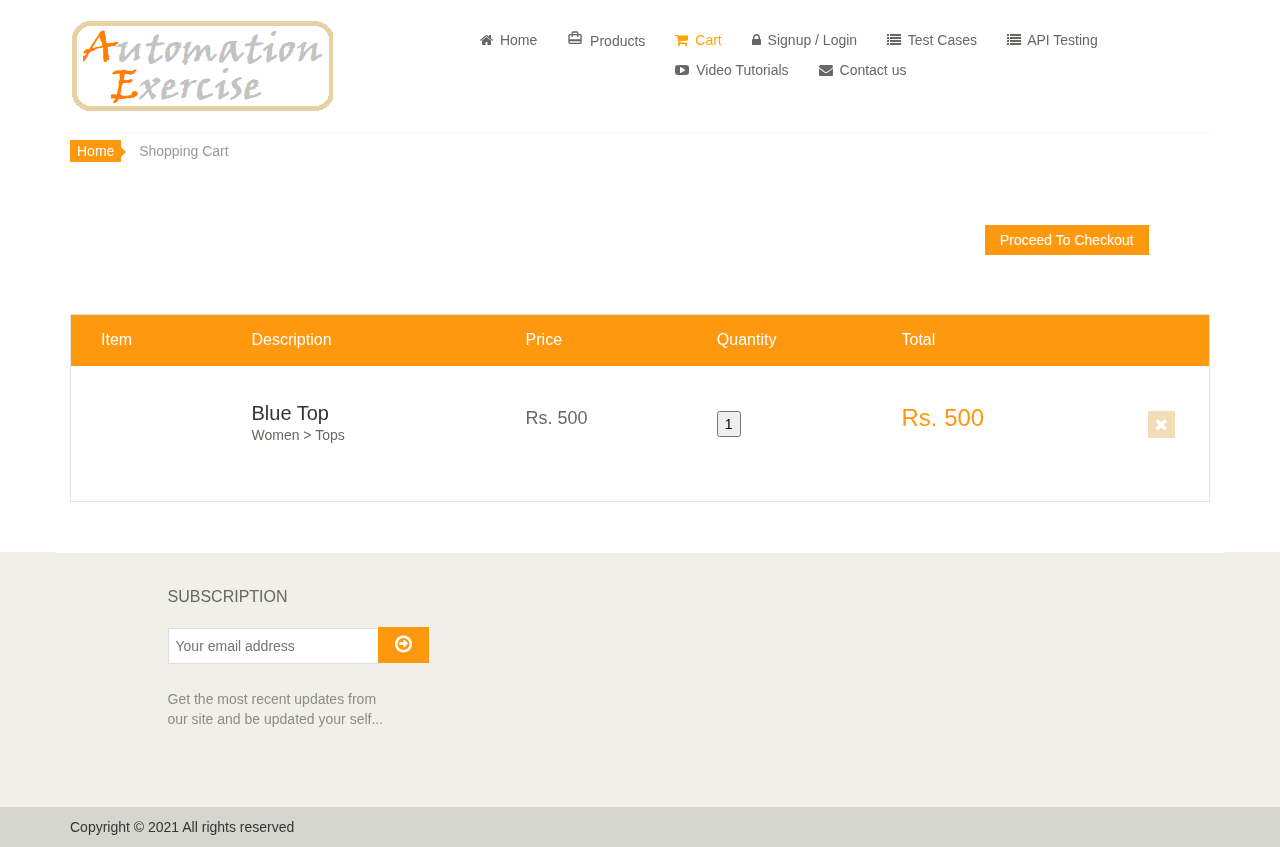 Automation
Exercise
Home Products Cart Signup / Login Test Cases API Testing
Video Tutorials Contact us
Home Shopping Cart
Proceed To Checkout
Item Description Price Quantity Total
Blue Top Rs. 500 1 Rs. 500
Women > Tops
SUBSCRIPTION
Your email address
Get the most recent updates from
our site and be updated your self...
Copyright © 2021 All rights reserved